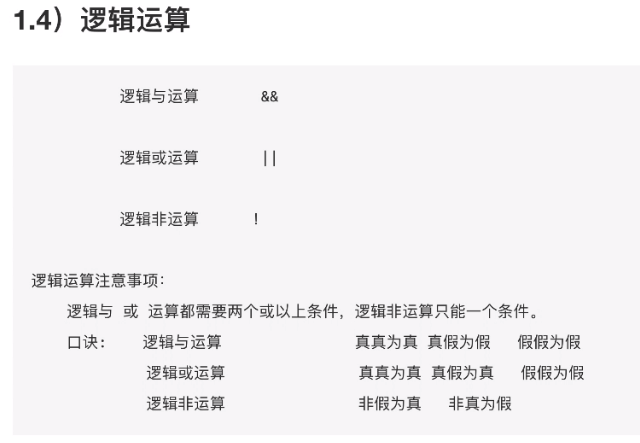 1.4）逻辑运算
逻辑与运算 &&
逻辑或运算 ||
逻辑非运算 !
逻辑运算注意事项：
逻辑与 或 运算都需要两个或以上条件，逻辑非运算只能一个条件。
口诀： 逻辑与运算 真真为真 真假为假 假假为假
逻辑或运算 真真为真 真假为真 假假为假
逻辑非运算 非假为真 非真为假